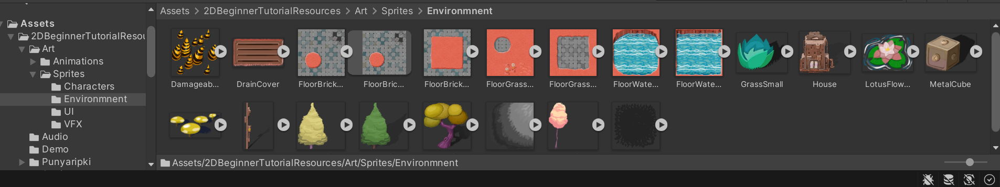 Assets > 2DBeginnerTutorialResources > Art > Sprites > Environmnent
Assets
2DBeginnerTutorialResou
Art
Animations
Sprites
Characters
Environmnent
UI
VFX
Audio
Demo
Punyaripki
Damageab... DrainCover FloorBrick... FloorBric... FloorBrick... FloorGrass... FloorGrass... FloorWate... FloorWate... GrassSmall House LotusFlow... MetalCube
Assets/2DBeginnerTutorialResources/Art/Sprites/Environmnent